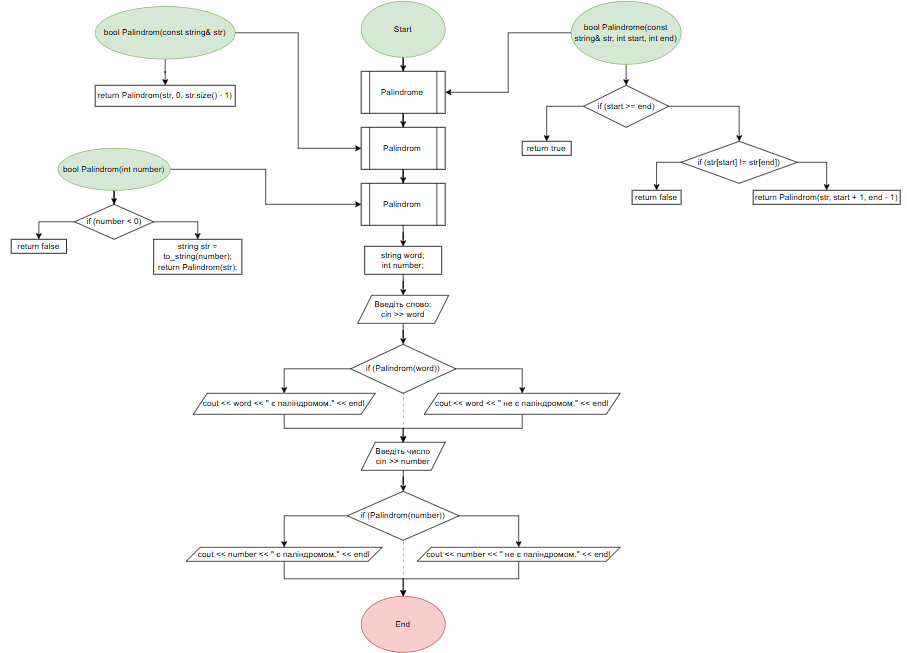 bool Palindrom(const string& str)
Start
bool Palindrome(const
string& str, int start, int end)
return Palindrom(str, 0, str.size() - 1)
Palindrome
if (start >= end)
return true
Palindrom
if (str[start] != str[end])
bool Palindrom(int number)
return false
return Palindrom(str, start + 1, end - 1)
Palindrom
if (number < 0)
return false
string str =
to_string(number);
return Palindrom(str);
string word;
int number;
Введіть слово:
cin >> word
if (Palindrom(word))
cout << word << " є паліндромом." << endl
cout << word << " не є паліндромом." << endl
Введіть число
cin >> number
if (Palindrom(number))
cout << number << " є паліндромом." << endl
cout << number << " не є паліндромом." << endl
End